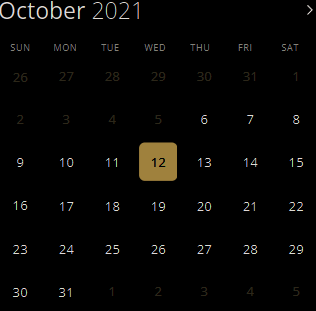 October 2021 >
SUN MON TUE WED THU FRI SAT
26 27 28 29 30 31 1
2 3 4 5 6 7 8
9 10 11 12 13 14 15
16 17 18 19 20 21 22
23 24 25 26 27 28 29
30 31 1 2 3 4 5